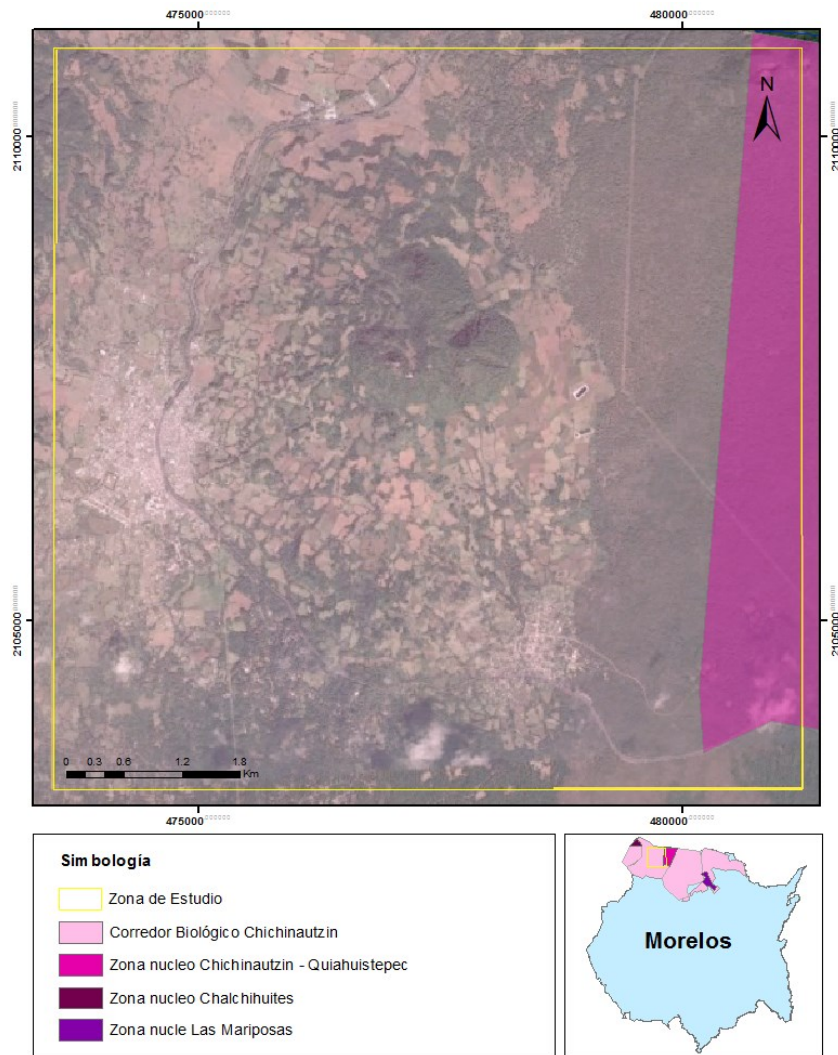 475000 480000
N
2110000 2110000
2105000 2105000
0 0.3 0.6 1.2 1.8
Km
475000 480000
Simbología
Zona de Estudio
Corredor Biológico Chichinautzin
Zona nucleo Chichinautzin - Quiahuistepec
Zona nucleo Chalchihuites
Zona nucle Las Mariposas
Morelos